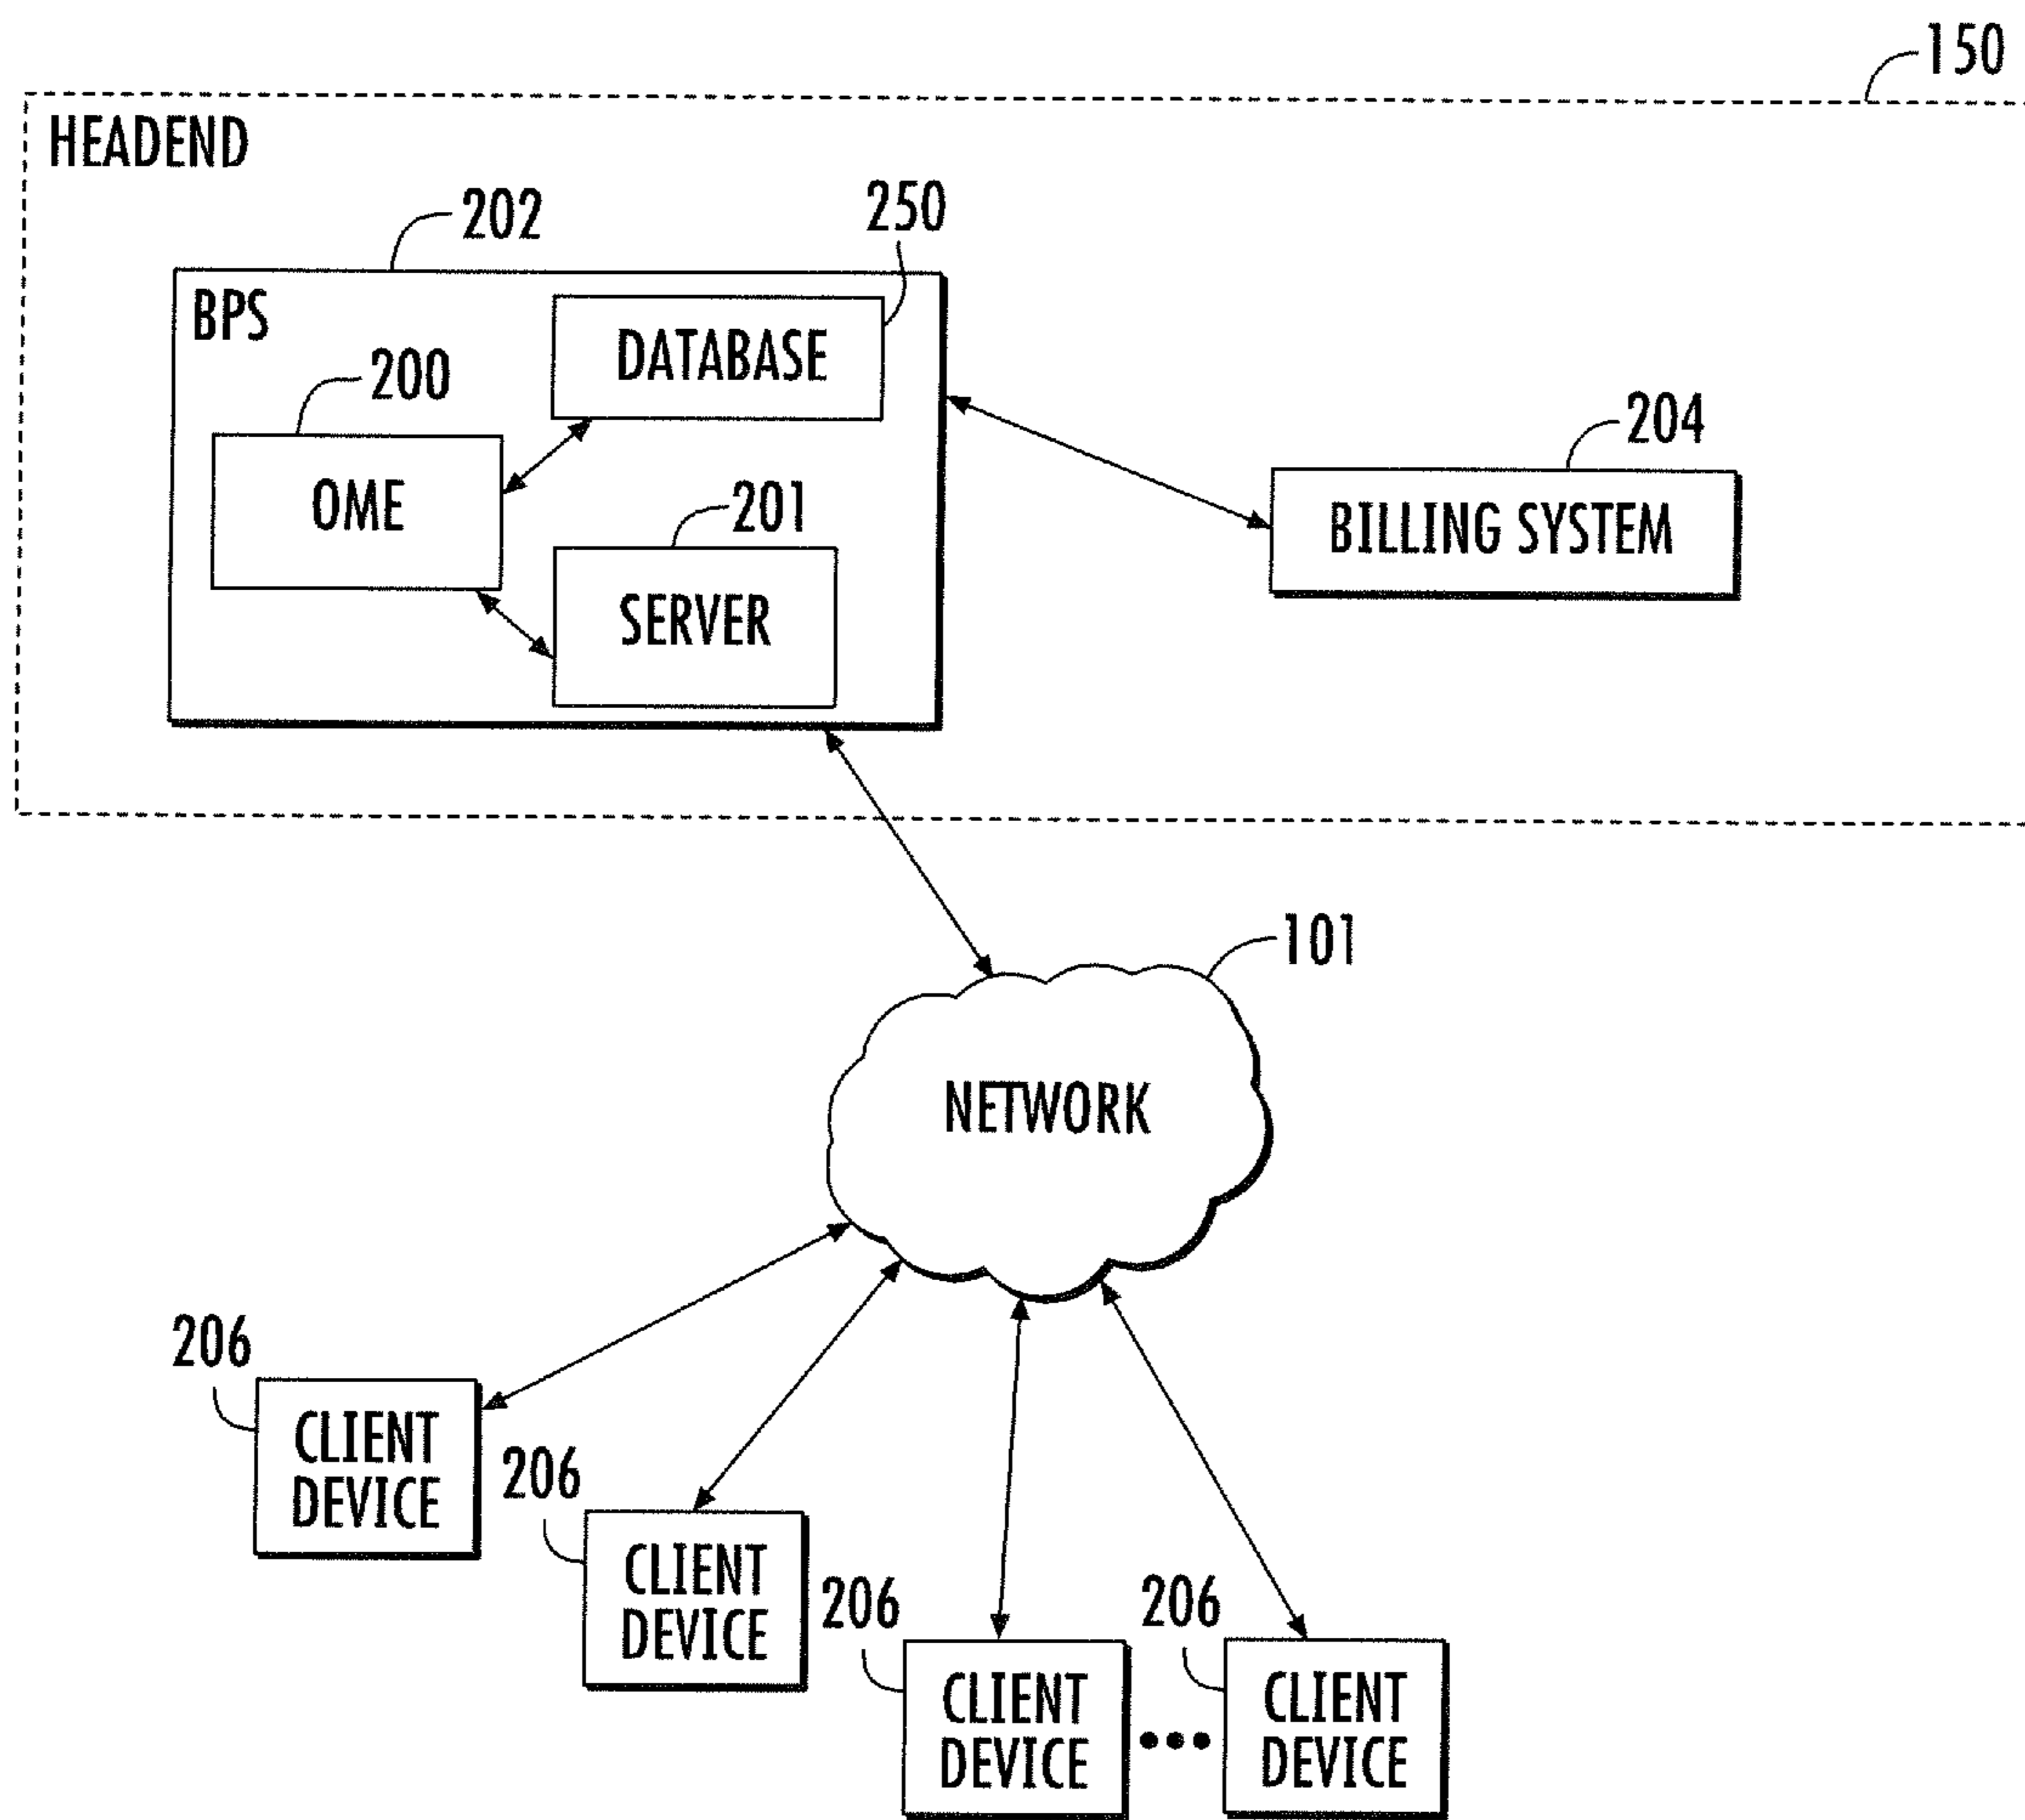 150
HEADEND
202
250
BPS
DATABASE
200
204
OME
201
BILLING SYSTEM
SERVER
101
NETWORK
206
CLIENT
DEVICE
206
CLIENT
DEVICE
206
CLIENT
DEVICE
206
CLIENT
DEVICE